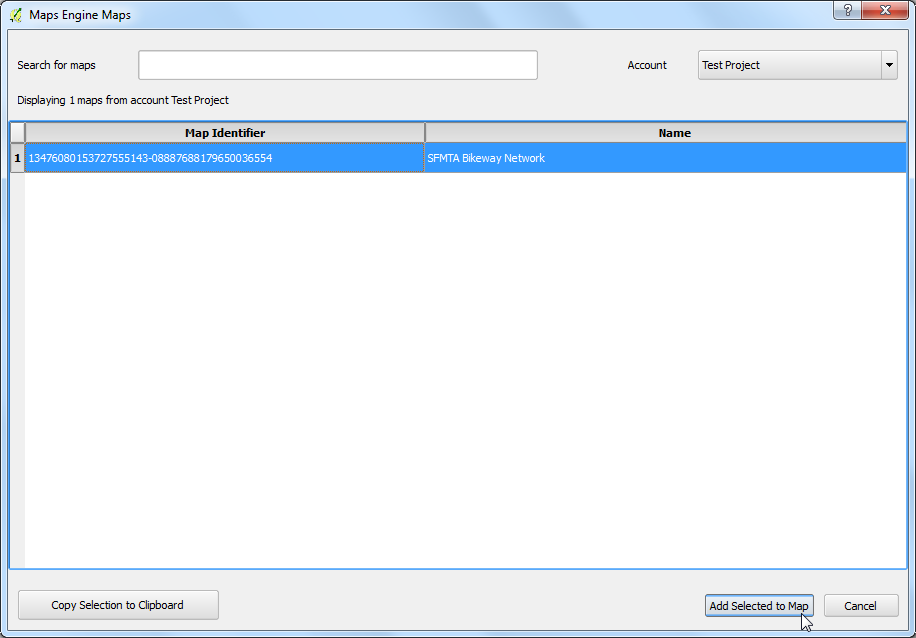 Maps Engine Maps
?
Search for maps
Account
Test Project
Displaying 1 maps from account Test Project
Map Identifier
Name
1
13476080153727555143-08887688179650036554
SFMTA Bikeway Network
Copy Selection to Clipboard
Add Selected to Map
Cancel